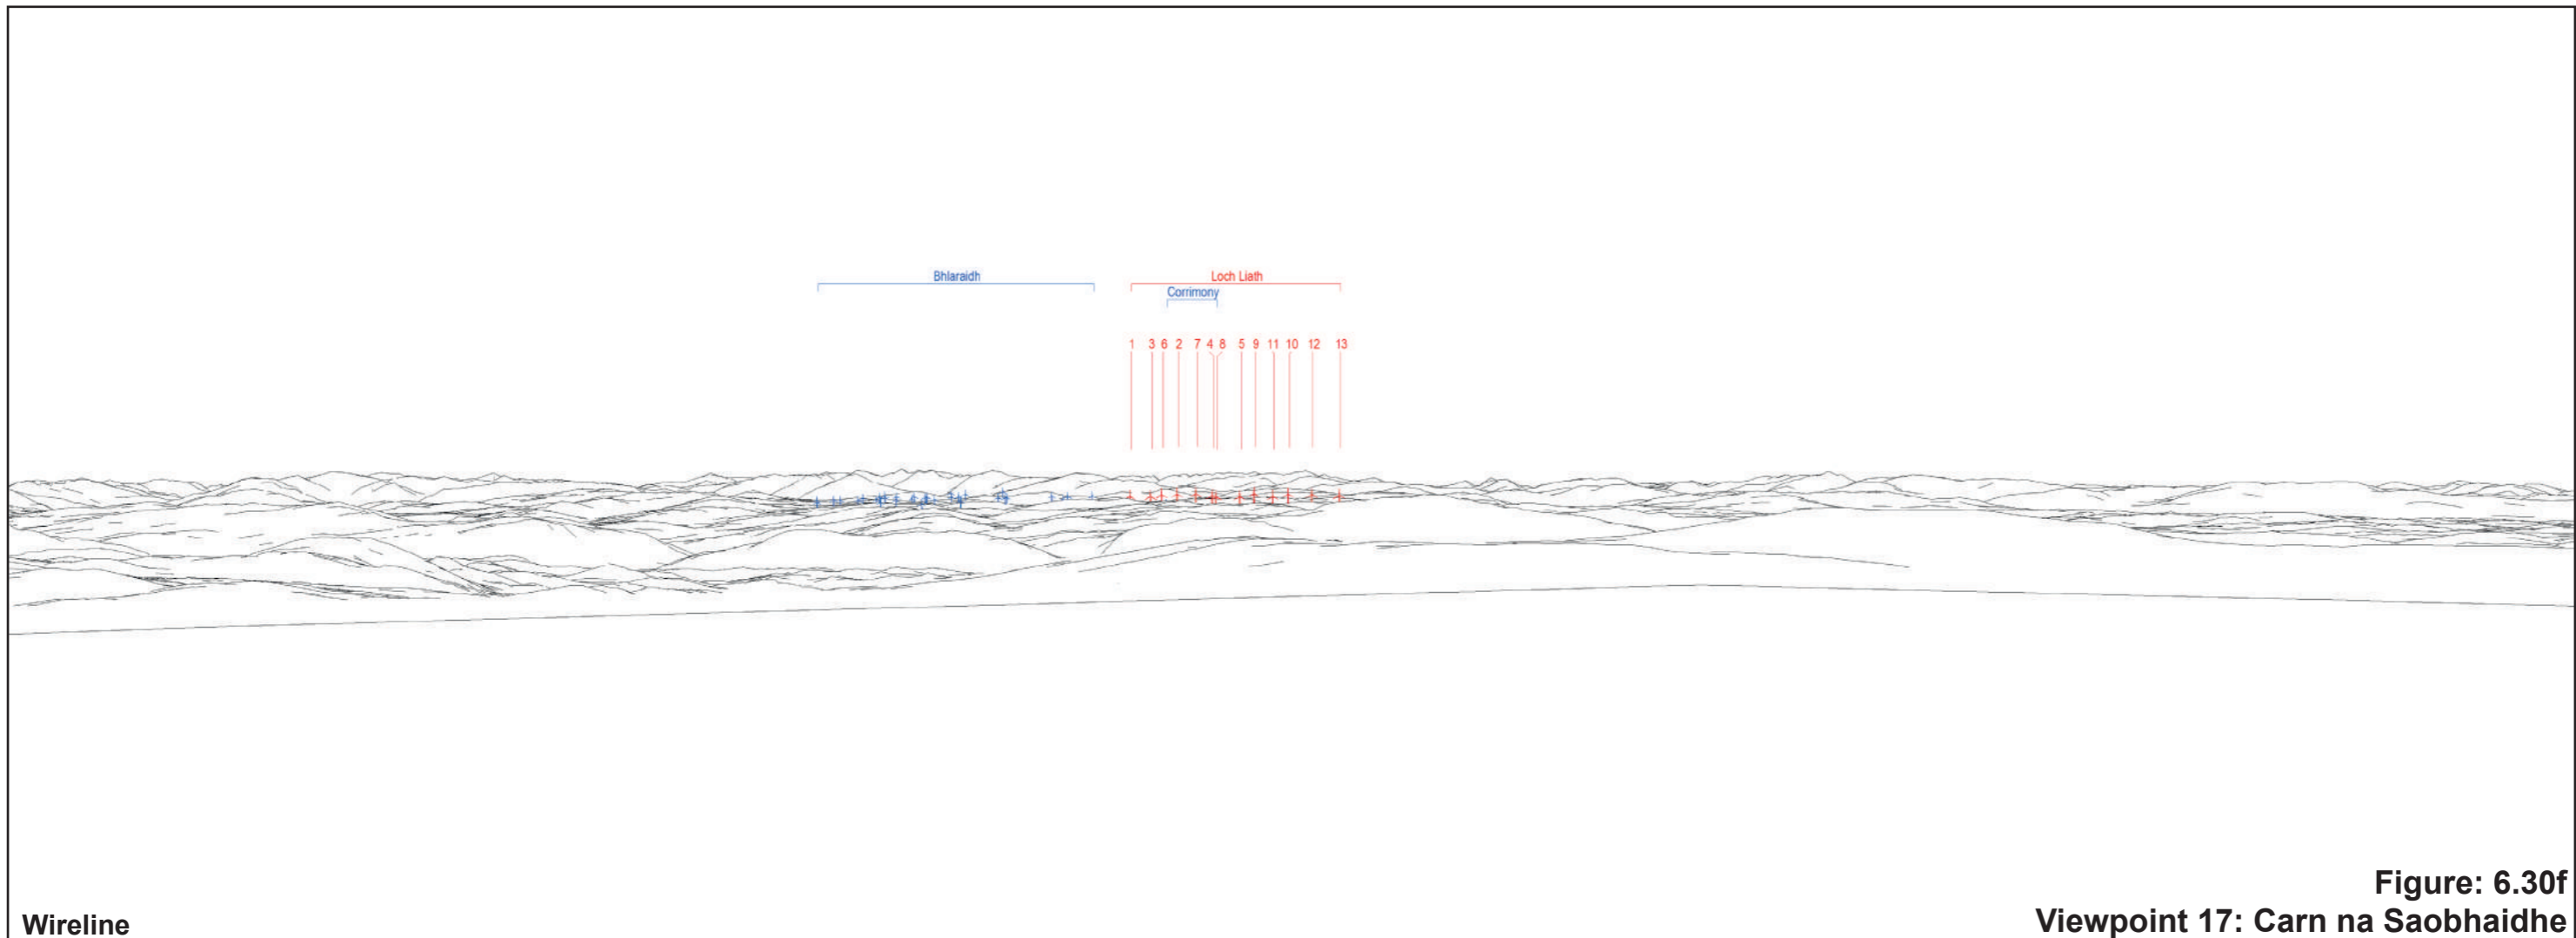 Bhlaraidh
Loch Liath
Corrimony
1 3 6 2 7 4 8 5 9 11 10 12 13
Figure: 6.30f
Wireline
Viewpoint 17: Carn na Saobhaidhe